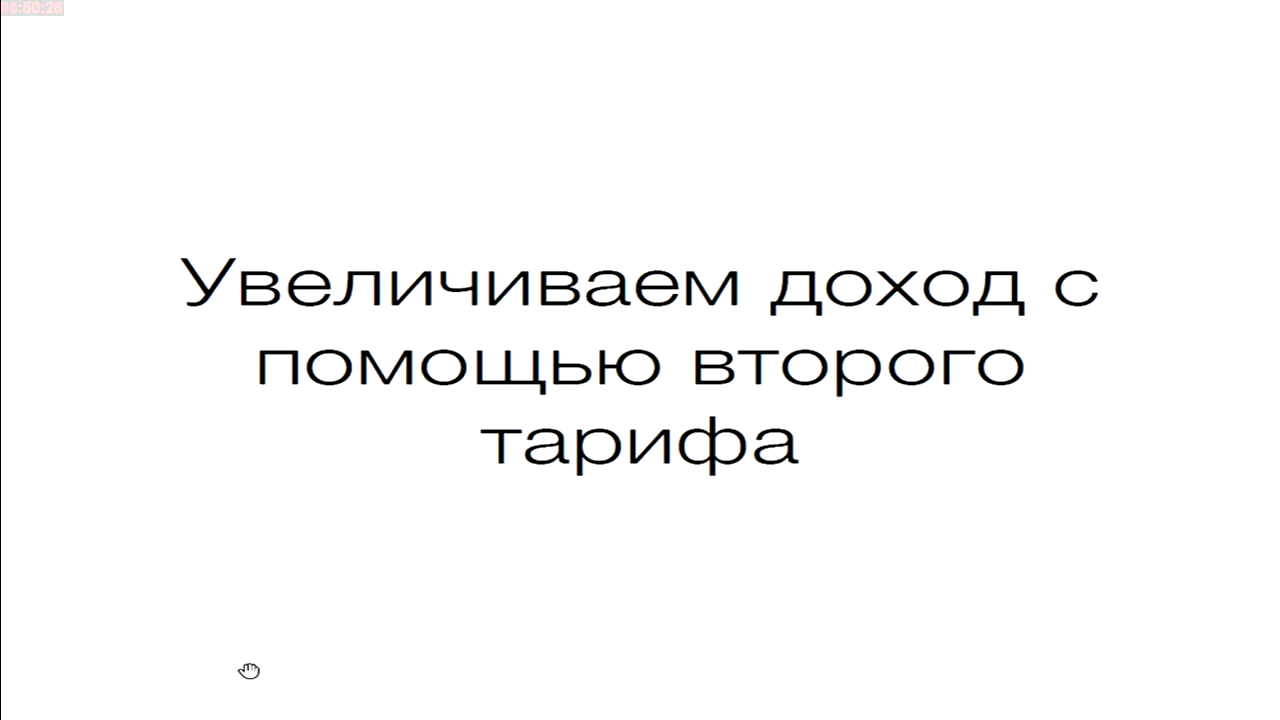 Увеличиваем доход с
помощью второго
тарифа